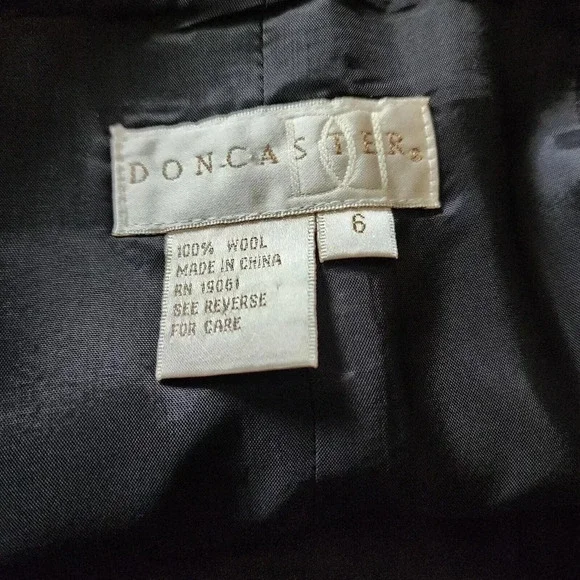 DONCASTER®
6
100% WOOL
MADE IN CHINA
RN 19061
SEE REVERSE
FOR CARE